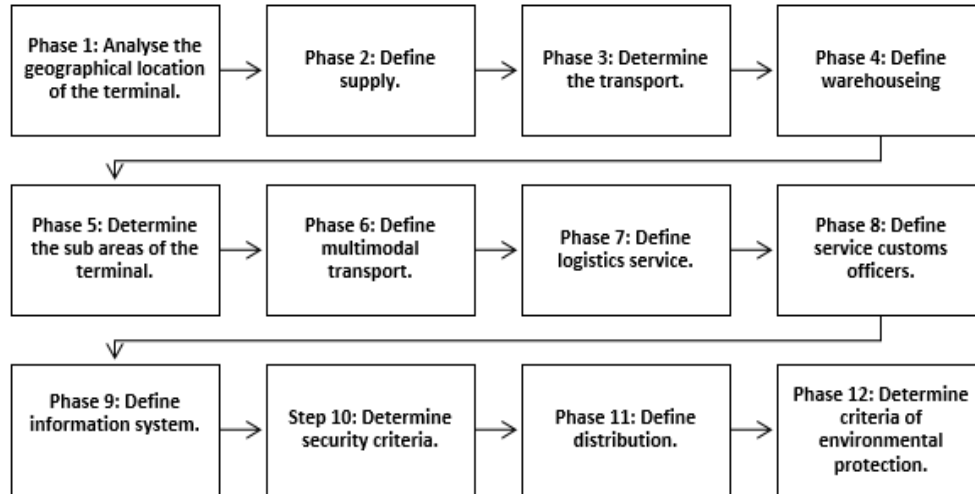 Phase 1: Analyse the
geographical location
of the terminal.
Phase 2: Define
supply.
Phase 3: Determine
the transport.
Phase 4: Define
warehouseing
Phase 5: Determine
the sub areas of the
terminal.
Phase 6: Define
multimodal
transport.
Phase 7: Define
logistics service.
Phase 8: Define
service customs
officers.
Phase 9: Define
information system.
Step 10: Determine
security criteria.
Phase 11: Define
distribution.
Phase 12: Determine
criteria of
environmental
protection.